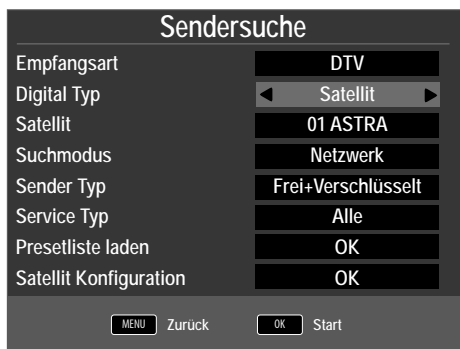 Sendersuche
Empfangsart DTV
Digital Typ Satellit
Satellit 01 ASTRA
Suchmodus Netzwerk
Sender Typ Frei+Verschlüsselt
Service Typ Alle
Presetliste laden OK
Satellit Konfiguration OK
MENU Zurück OK Start